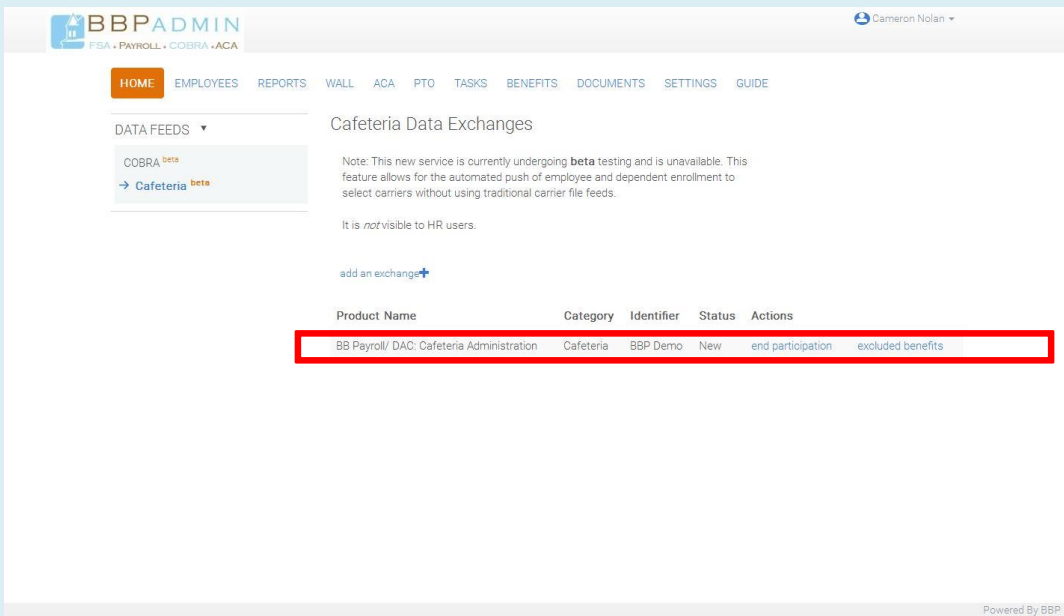 BBPADMIN
FSA • PAYROLL • COBRA • ACA
Cameron Nolan
HOME EMPLOYEES REPORTS WALL ACA PTO TASKS BENEFITS DOCUMENTS SETTINGS GUIDE
DATA FEEDS
COBRA beta
→ Cafeteria beta
Cafeteria Data Exchanges
Note: This new service is currently undergoing beta testing and is unavailable. This
feature allows for the automated push of employee and dependent enrollment to
select carriers without using traditional carrier file feeds.
It is not visible to HR users.
add an exchange+
Product Name Category Identifier Status Actions
BB Payroll/ DAC: Cafeteria Administration Cafeteria BBP Demo New end participation excluded benefits
Powered By BBP